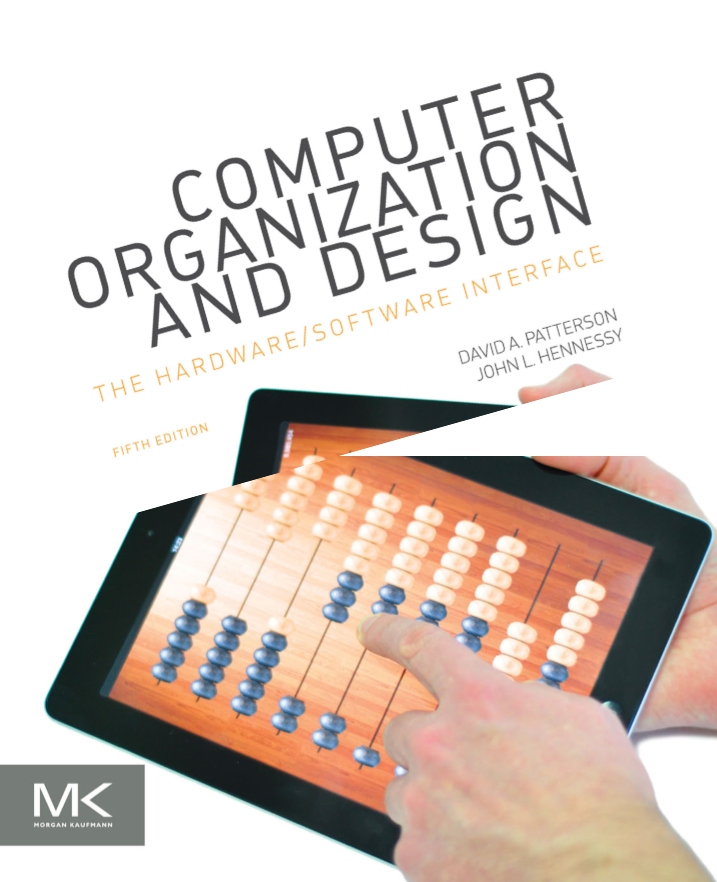 COMPUTER
ORGANIZATION
AND DESIGN
THE HARDWARE/SOFTWARE INTERFACE
DAVID A. PATTERSON
JOHN L. HENNESSY
FIFTH EDITION
MK
MORGAN KAUFMANN